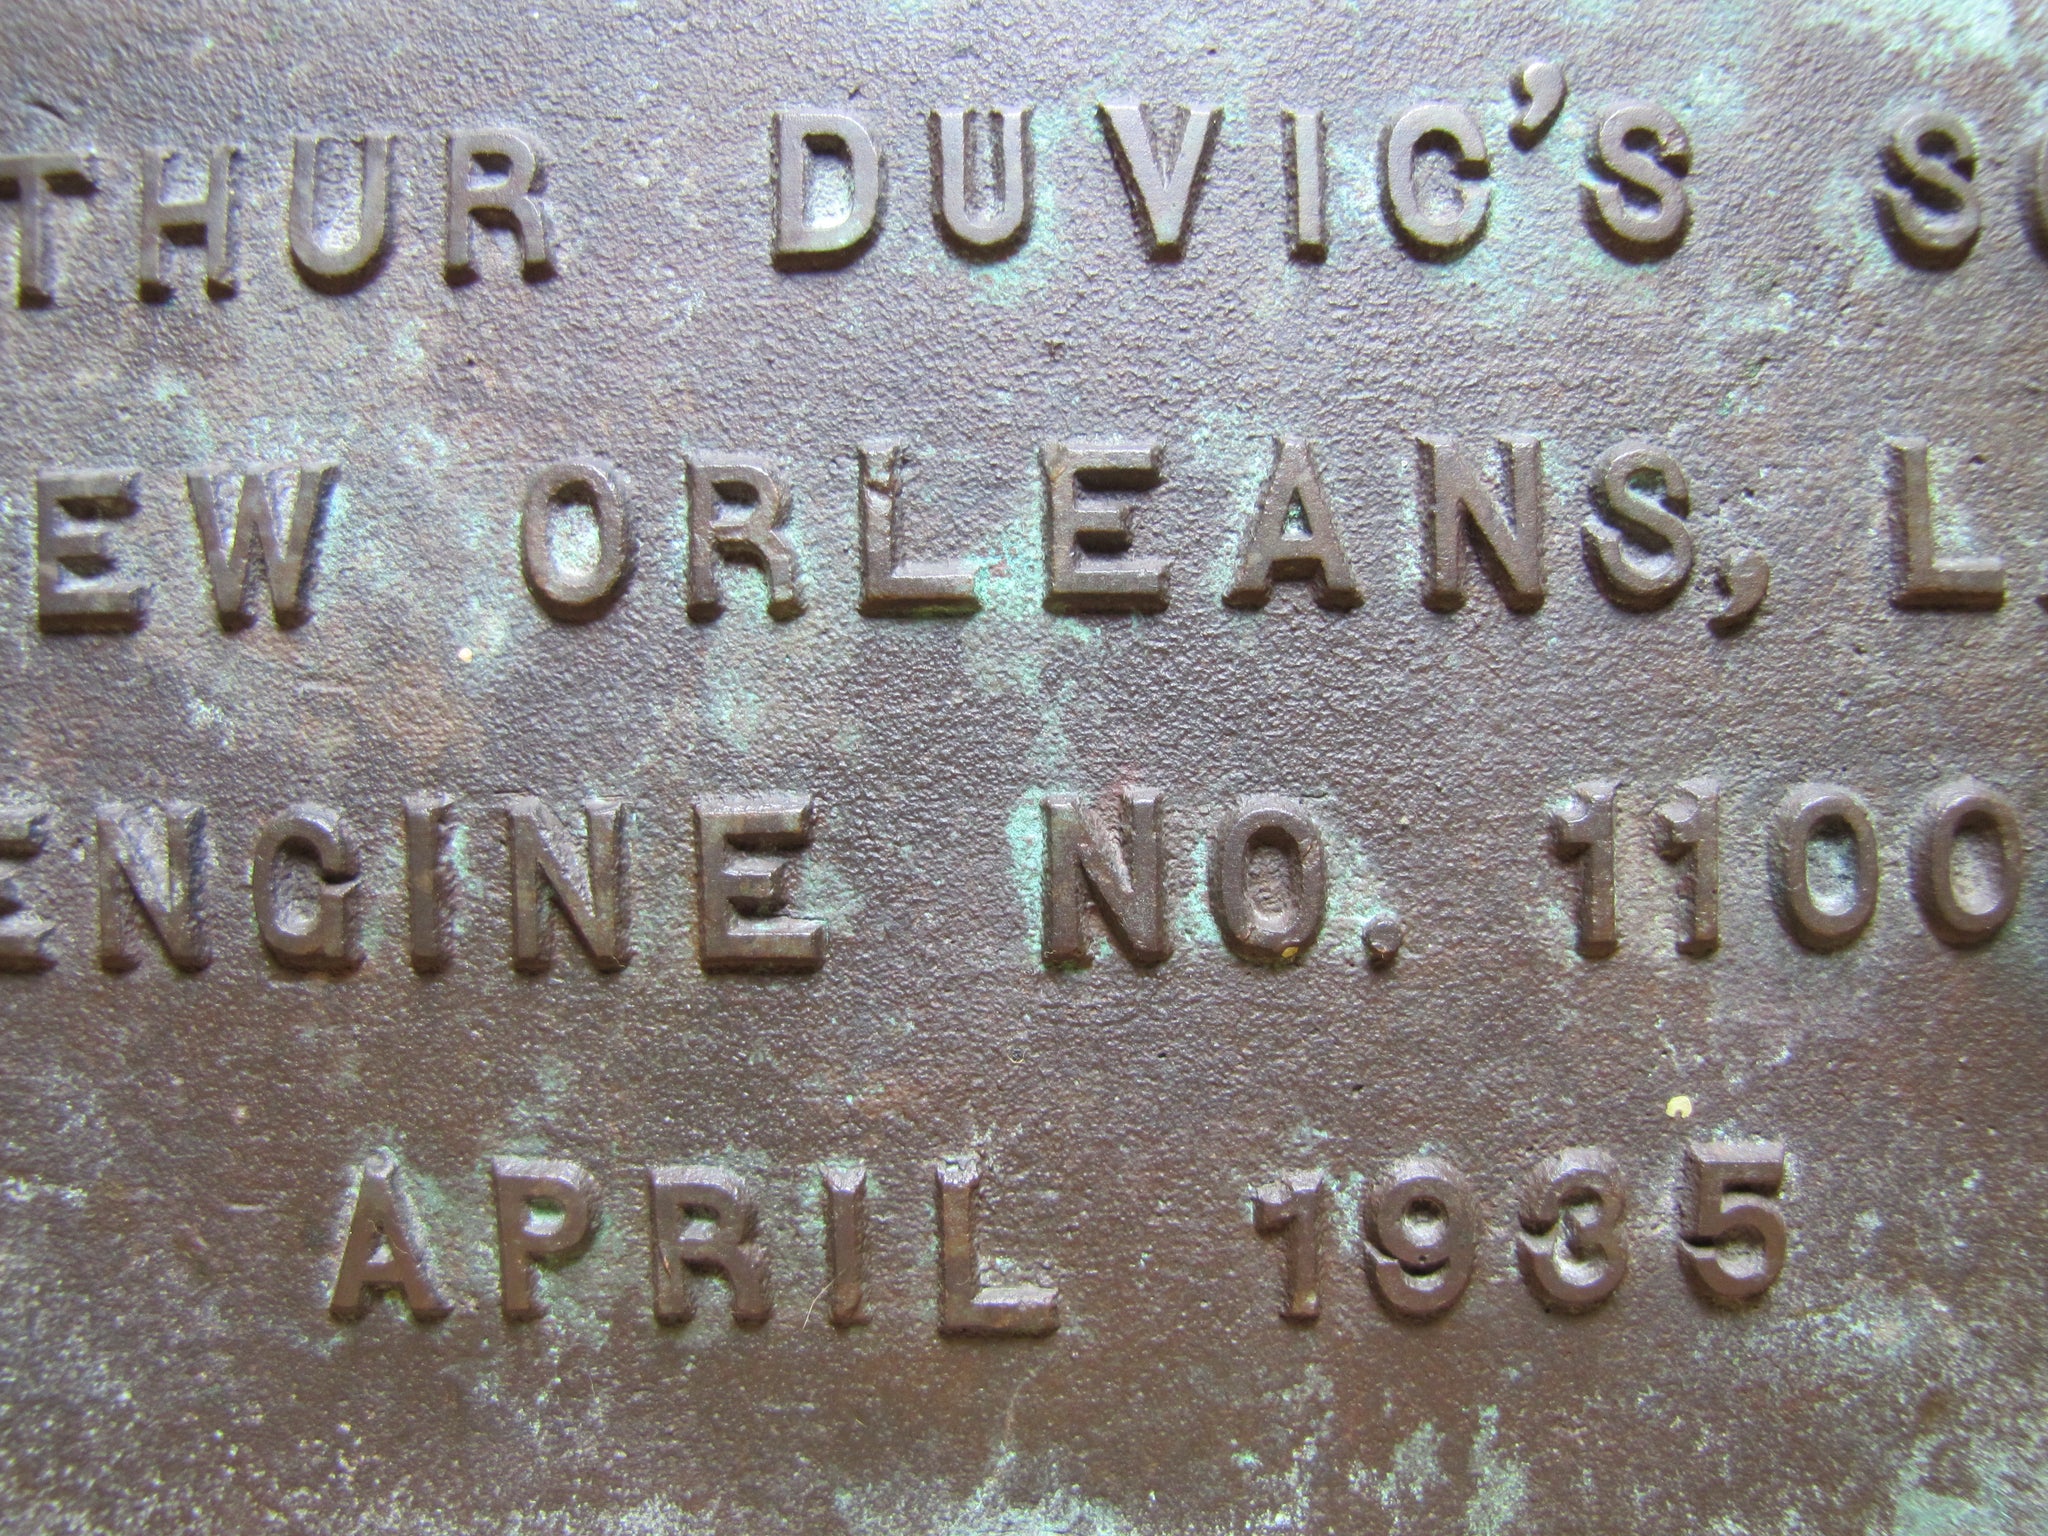 THUR DUVIC'S S
EW ORLEANS, L
ENGINE NO. 1100
APRIL 1935